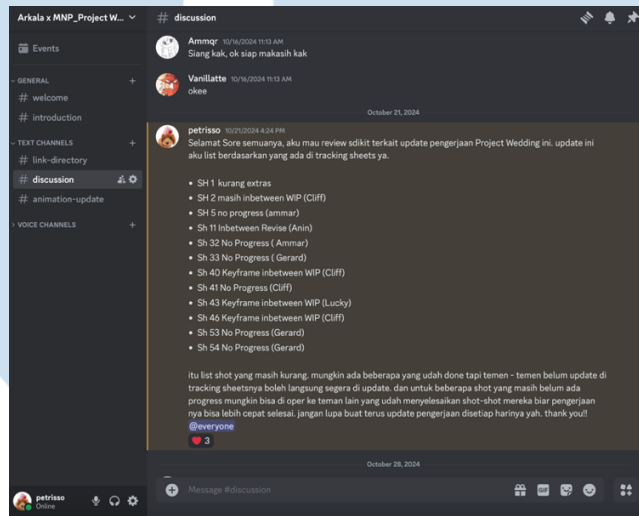 Arkala x MNP_Project W...
# discussion
Events
GENERAL
# welcome
# introduction
TEXT CHANNELS
# link-directory
# discussion
# animation-update
VOICE CHANNELS
petrisso
Online
Ammqr 10/16/2024 11:13 AM
Siang kak, ok siap makasih kak
Vanillatte 10/16/2024 11:13 AM
okee
October 21, 2024
petrisso 10/21/2024 4:24 PM
Selamat Sore semuanya, aku mau review sdikit terkait update pengerjaan Project Wedding ini. update ini
aku list berdasarkan yang ada di tracking sheets ya.
• SH 1 kurang extras
• SH 2 masih inbetween WIP (Cliff)
• SH 5 no progress (ammar)
• Sh 11 Inbetween Revise (Anin)
• Sh 32 No Progress ( Ammar)
• Sh 33 No Progress ( Gerard)
• Sh 40 Keyframe inbetween WIP (Cliff)
• Sh 41 No Progress (Cliff)
• Sh 43 Keyframe inbetween WIP (Lucky)
• Sh 46 Keyframe inbetween WIP (Cliff)
• Sh 53 No Progress (Gerard)
• Sh 54 No Progress (Gerard)
itu list shot yang masih kurang. mungkin ada beberapa yang udah done tapi temen - temen belum update di
tracking sheetsnya boleh langsung segera di update. dan untuk beberapa shot yang masih belum ada
progress mungkin bisa di oper ke teman lain yang udah menyelesaikan shot-shot mereka biar pengerjaan
nya bisa lebih cepat selesai. jangan lupa buat terus update pengerjaan disetiap harinya yah. thank you!!
@everyone
3
October 28, 2024
Message #discussion
GIF